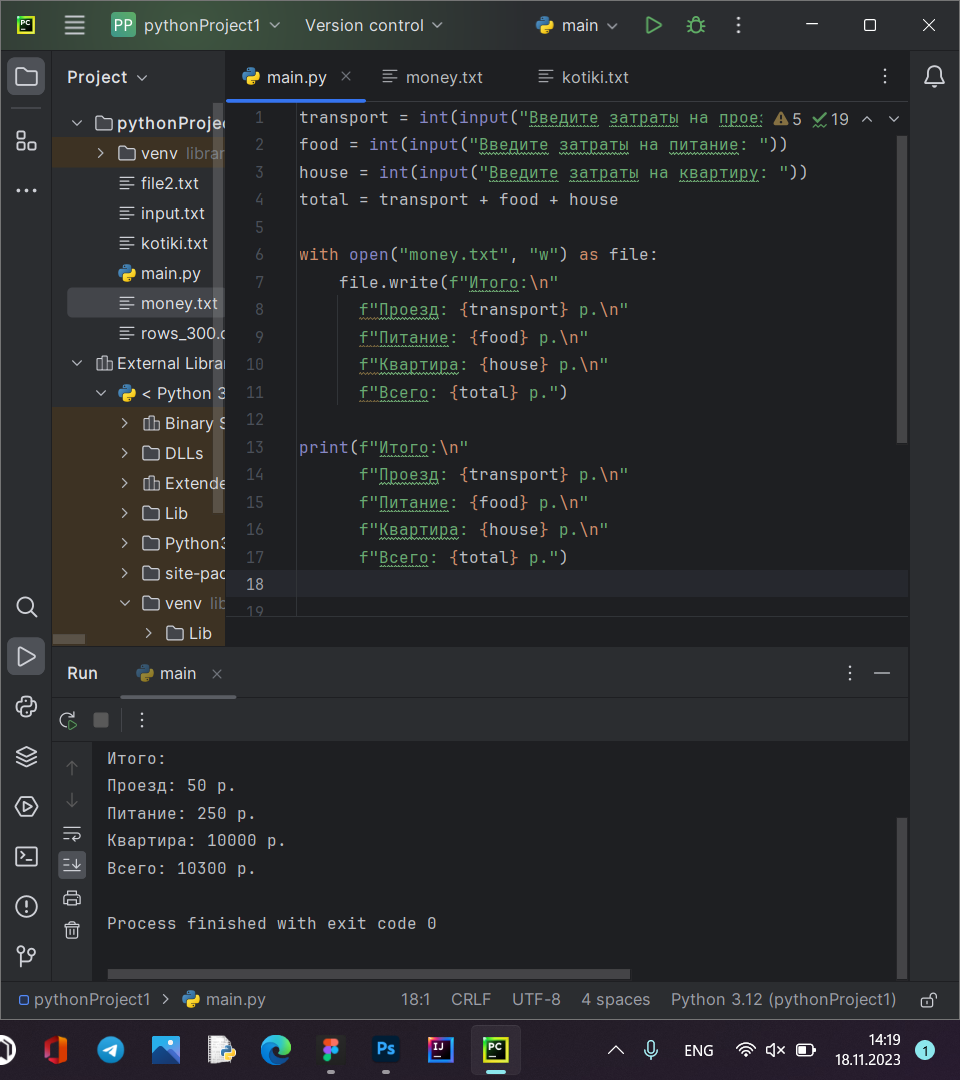 PC
PP pythonProject1 Version control main
Project
main.py money.txt kotiki.txt
pythonProje
venv librar
file2.txt
input.txt
kotiki.txt
main.py
money.txt
rows_300.
External Libra
< Python 3
Binary S
DLLs
Extende
Lib
Python3
site-pac
venv lib
Lib
5 19
1 transport = int(input("Введите затраты на прое
2 food = int(input("Введите затраты на питание: "))
3 house = int(input("Введите затраты на квартиру: "))
4 total = transport + food + house
5
6 with open("money.txt", "w") as file:
7 file.write(f"Итого:\n"
8 f"Проезд: {transport} р.\n"
9 f"Питание: {food} р.\n"
10 f"Квартира: {house} р.\n"
11 f"Всего: {total} р.")
12
13 print(f"Итого:\n"
14 f"Проезд: {transport} р.\n"
15 f"Питание: {food} р.\n"
16 f"Квартира: {house} р.\n"
17 f"Всего: {total} р.")
18
19
Run main
Итого:
Проезд: 50 р.
Питание: 250 р.
Квартира: 10000 р.
Всего: 10300 р.
Process finished with exit code 0
pythonProject1 main.py 18:1 CRLF UTF-8 4 spaces Python 3.12 (pythonProject1)
Ps IJ PC ENG 14:19
18.11.2023 1